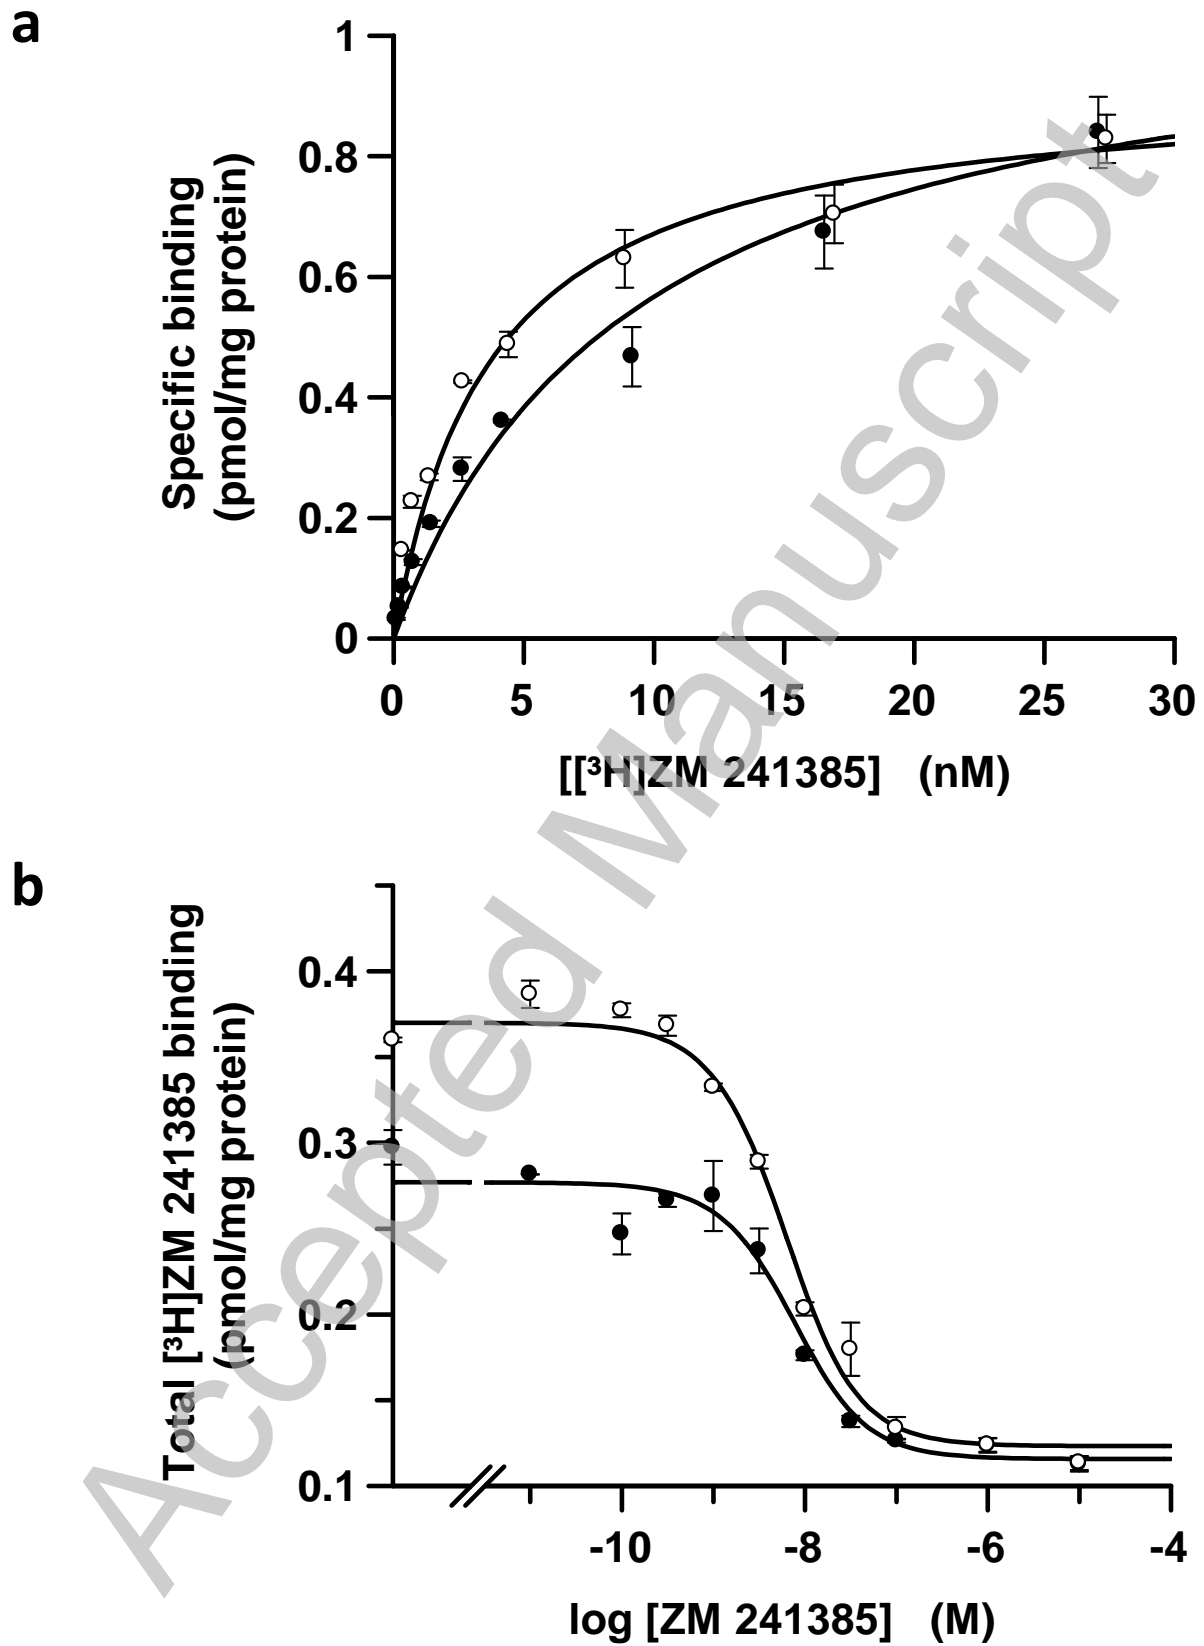 a
1
0.8
0.6
0.4
0.2
0
Specific binding
(pmol/mg protein)
0 5 10 15 20 25 30
[[³H]ZM 241385] (nM)
b
0.4
0.3
0.2
0.1
Total [³H]ZM 241385 binding
(pmol/mg protein)
-10 -8 -6 -4
log [ZM 241385] (M)
Accepted Manuscript